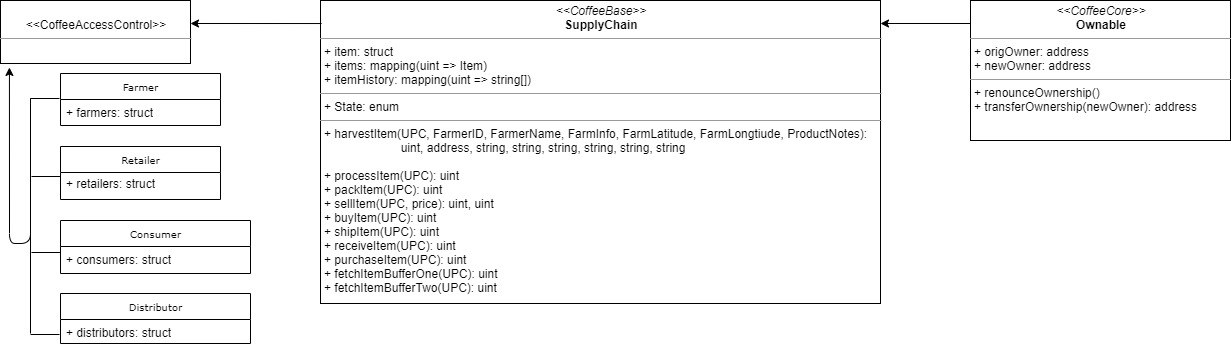 <<CoffeeAccessControl>>
Farmer
+ farmers: struct
Retailer
+ retailers: struct
Consumer
+ consumers: struct
Distributor
+ distributors: struct
<<CoffeeBase>>
SupplyChain
+ item: struct
+ items: mapping(uint => Item)
+ itemHistory: mapping(uint => string[])
+ State: enum
+ harvestItem(UPC, FarmerID, FarmerName, FarmInfo, FarmLatitude, FarmLongtiude, ProductNotes):
uint, address, string, string, string, string, string, string
+ processItem(UPC): uint
+ packItem(UPC): uint
+ sellItem(UPC, price): uint, uint
+ buyItem(UPC): uint
+ shipItem(UPC): uint
+ receiveItem(UPC): uint
+ purchaseItem(UPC): uint
+ fetchItemBufferOne(UPC): uint
+ fetchItemBufferTwo(UPC): uint
<<CoffeeCore>>
Ownable
+ origOwner: address
+ newOwner: address
+ renounceOwnership()
+ transferOwnership(newOwner): address